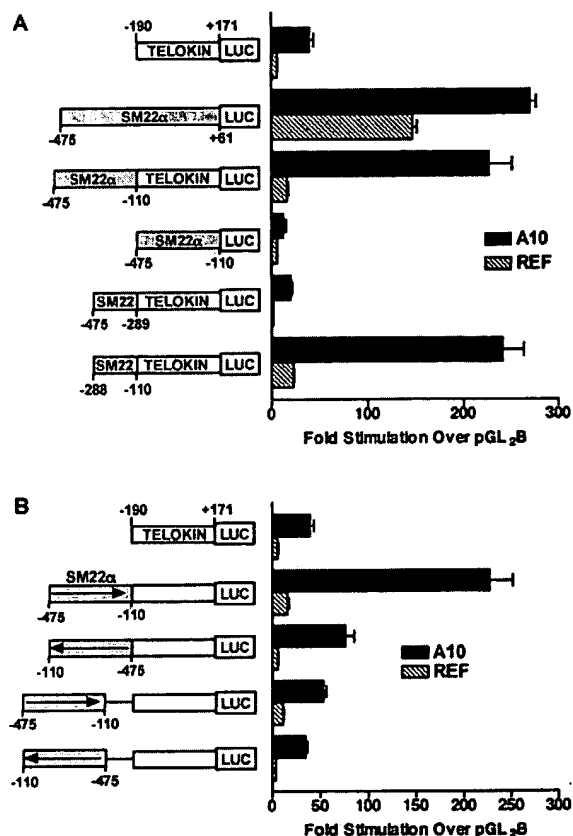 A
-190 +171
TELOKIN LUC
SM22α LUC
-475 +61
SM22α TELOKIN LUC
-475 -110
SM22α LUC
-475 -110
SM22 TELOKIN LUC
-475 -289
SM22 TELOKIN LUC
-288 -110
A10
REF
0 100 200 300
Fold Stimulation Over pGL2B
B
-190 +171
TELOKIN LUC
SM22α
LUC
-475 -110
LUC
-110 -475
-475 -110
LUC
LUC
-110 -475
A10
REF
0 50 100 150 200 250 300
Fold Stimulation Over pGL2B